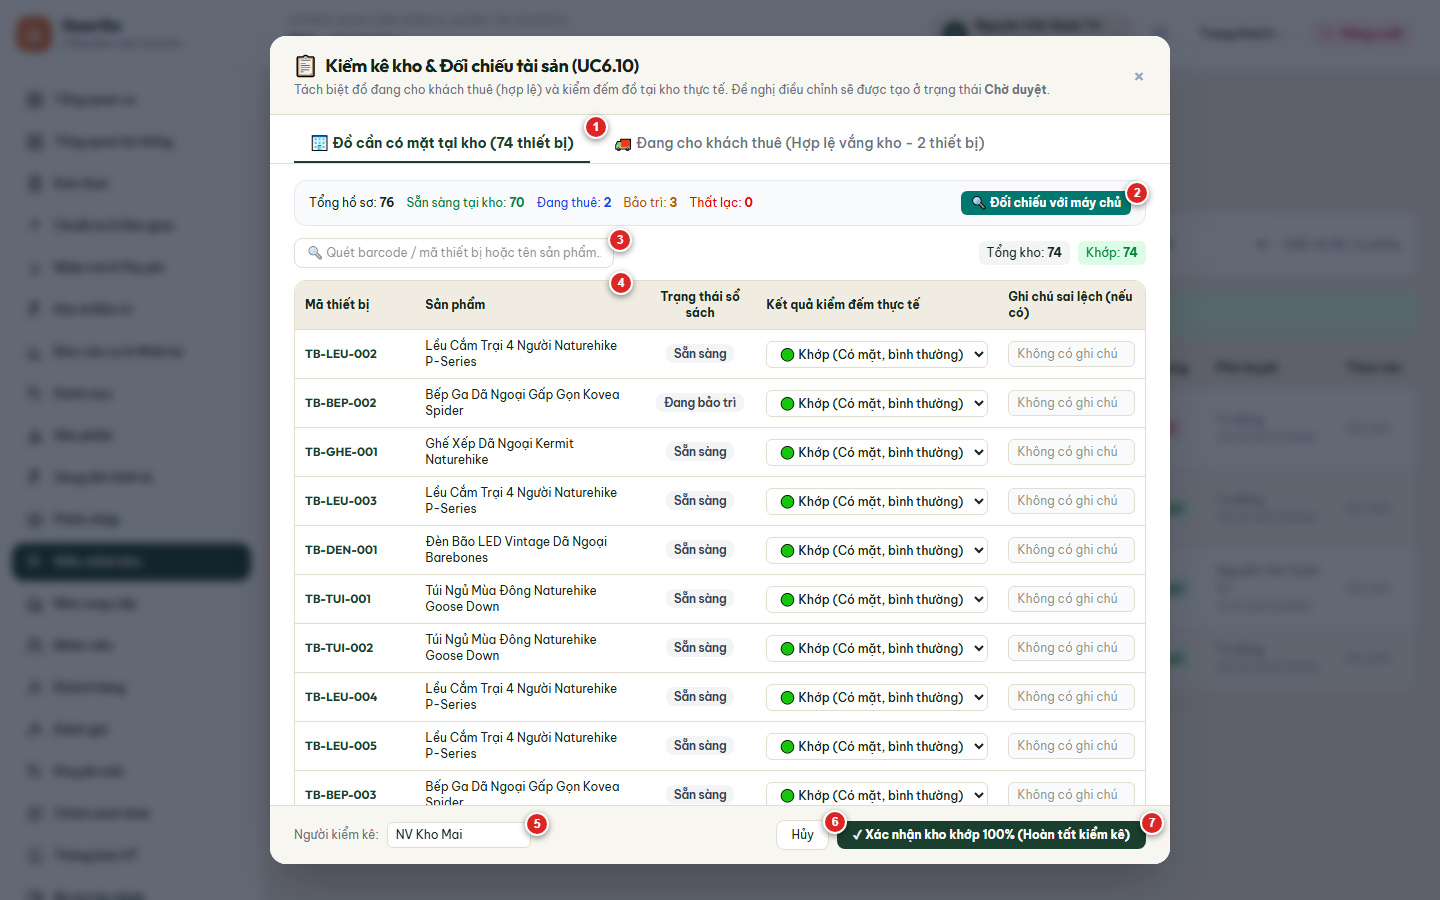 📋 Kiểm kê kho & Đối chiếu tài sản (UC6.10)
×
Tách biệt đồ đang cho khách thuê (hợp lệ) và kiểm đếm đồ tại kho thực tế. Đề nghị điều chỉnh sẽ được tạo ở trạng thái Chờ duyệt.
🏢 Đồ cần có mặt tại kho (74 thiết bị)
1
🚚 Đang cho khách thuê (Hợp lệ vắng kho - 2 thiết bị)
Tổng hồ sơ: 76 Sẵn sàng tại kho: 70 Đang thuê: 2 Bảo trì: 3 Thất lạc: 0
🔍 Đối chiếu với máy chủ
2
🔍 Quét barcode / mã thiết bị hoặc tên sản phẩm..
3
Tổng kho: 74
Khớp: 74
4
Mã thiết bị
Sản phẩm
Trạng thái sổ
sách
Kết quả kiểm đếm thực tế
Ghi chú sai lệch (nếu
có)
TB-LEU-002
Lều Cắm Trại 4 Người Naturehike
P-Series
Sẵn sàng
Khớp (Có mặt, bình thường)
Không có ghi chú
TB-BEP-002
Bếp Ga Dã Ngoại Gấp Gọn Kovea
Spider
Đang bảo trì
Khớp (Có mặt, bình thường)
Không có ghi chú
TB-GHE-001
Ghế Xếp Dã Ngoại Kermit
Naturehike
Sẵn sàng
Khớp (Có mặt, bình thường)
Không có ghi chú
TB-LEU-003
Lều Cắm Trại 4 Người Naturehike
P-Series
Sẵn sàng
Khớp (Có mặt, bình thường)
Không có ghi chú
TB-DEN-001
Đèn Bão LED Vintage Dã Ngoại
Barebones
Sẵn sàng
Khớp (Có mặt, bình thường)
Không có ghi chú
TB-TUI-001
Túi Ngủ Mùa Đông Naturehike
Goose Down
Sẵn sàng
Khớp (Có mặt, bình thường)
Không có ghi chú
TB-TUI-002
Túi Ngủ Mùa Đông Naturehike
Goose Down
Sẵn sàng
Khớp (Có mặt, bình thường)
Không có ghi chú
TB-LEU-004
Lều Cắm Trại 4 Người Naturehike
P-Series
Sẵn sàng
Khớp (Có mặt, bình thường)
Không có ghi chú
TB-LEU-005
Lều Cắm Trại 4 Người Naturehike
P-Series
Sẵn sàng
Khớp (Có mặt, bình thường)
Không có ghi chú
TB-BEP-003
Bếp Ga Dã Ngoại Gấp Gọn Kovea
Spider
Sẵn sàng
Khớp (Có mặt, bình thường)
Không có ghi chú
Người kiểm kê:
NV Kho Mai
5
Hủy
6
✓ Xác nhận kho khớp 100% (Hoàn tất kiểm kê)
7